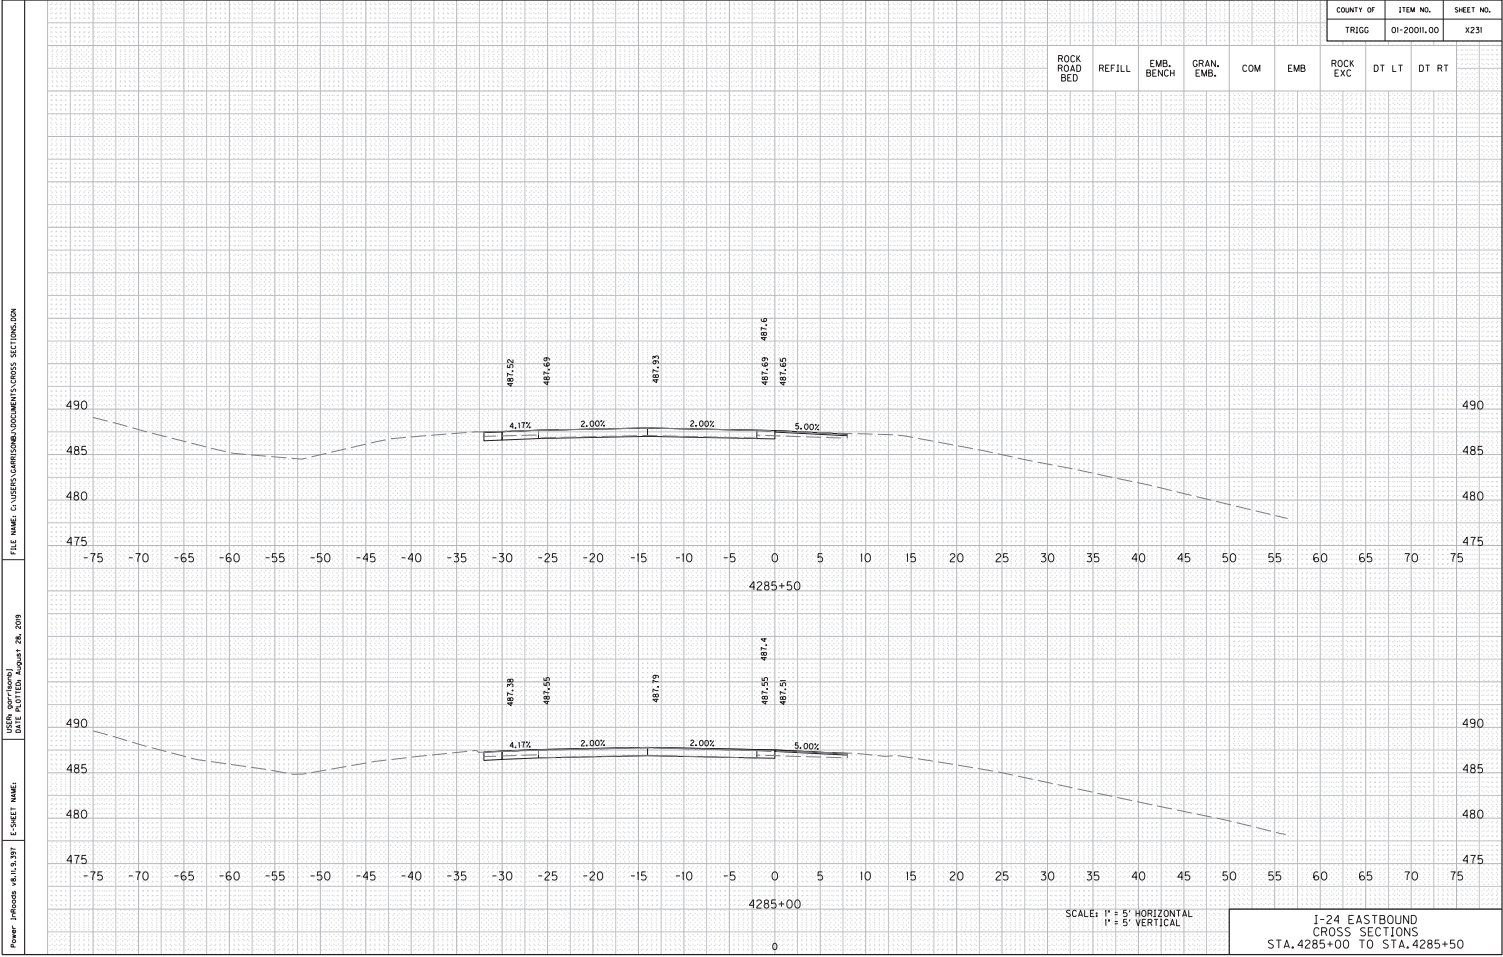 COUNTY OF ITEM NO. SHEET NO.
TRIGG 01-20011.00 X231
ROCK ROAD BED REFILL EMB. BENCH GRAN. EMB. COM EMB ROCK EXC DT LT DT RT
487.6
487.52 487.69 487.93 487.69 487.65
490 490
4.17% 2.00% 2.00% 5.00%
485 485
480 480
475 475
-75 -70 -65 -60 -55 -50 -45 -40 -35 -30 -25 -20 -15 -10 -5 0 5 10 15 20 25 30 35 40 45 50 55 60 65 70 75
4285+50
487.4
487.38 487.55 487.79 487.55 487.51
490 490
4.17% 2.00% 2.00% 5.00%
485 485
480 480
475 475
-75 -70 -65 -60 -55 -50 -45 -40 -35 -30 -25 -20 -15 -10 -5 0 5 10 15 20 25 30 35 40 45 50 55 60 65 70 75
4285+00
0
SCALE: 1" = 5' HORIZONTAL
1" = 5' VERTICAL
I-24 EASTBOUND
CROSS SECTIONS
STA. 4285+00 TO STA. 4285+50
FILE NAME: C:\USERS\GARRISONBJ\DOCUMENTS\CROSS SECTIONS.DGN
USER: garrisonbj
DATE PLOTTED: August 28, 2019
E-SHEET NAME:
Power InRoads v8.11.9.397